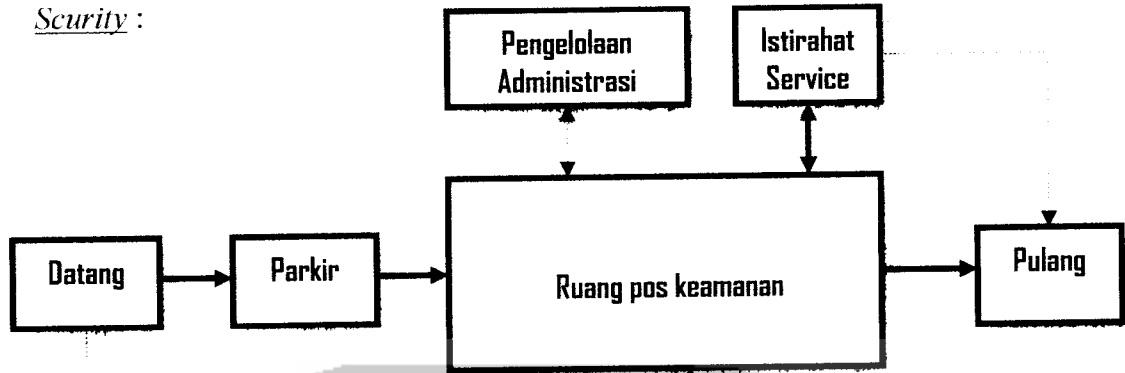 Scurity :
Pengelolaan
Administrasi
Istirahat
Service
Datang
Parkir
Ruang pos keamanan
Pulang